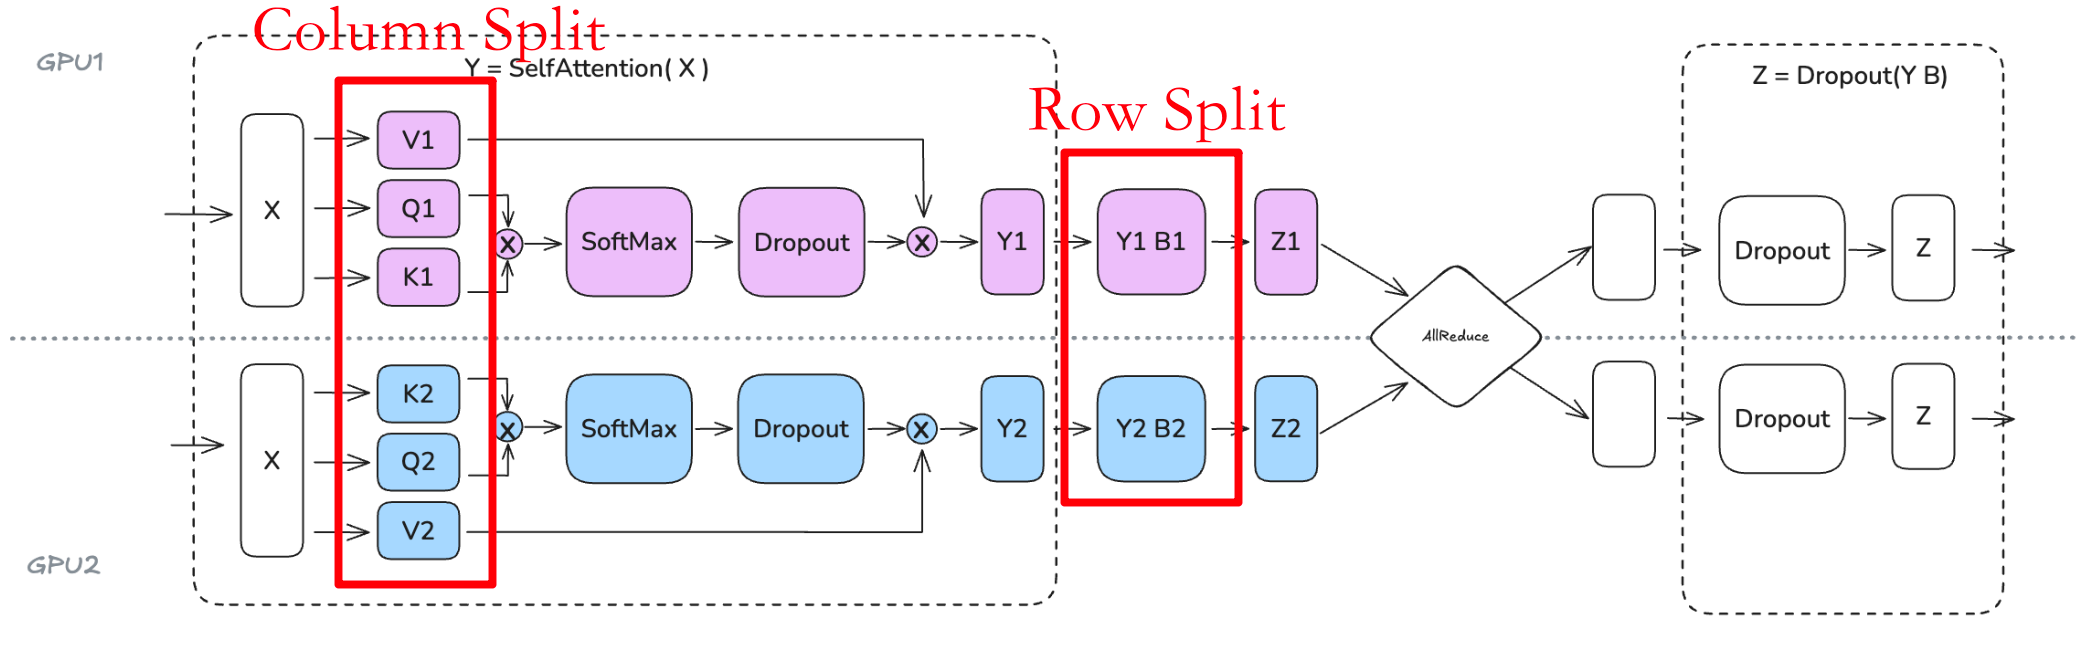 Column Split
GPU1
Y = SelfAttention( X )
Z = Dropout(Y B)
Row Split
V1
X
Q1
K1
X
SoftMax
Dropout
X
Y1
Y1 B1
Z1
Dropout
Z
AllReduce
K2
X
Q2
V2
X
SoftMax
Dropout
X
Y2
Y2 B2
Z2
Dropout
Z
GPU2